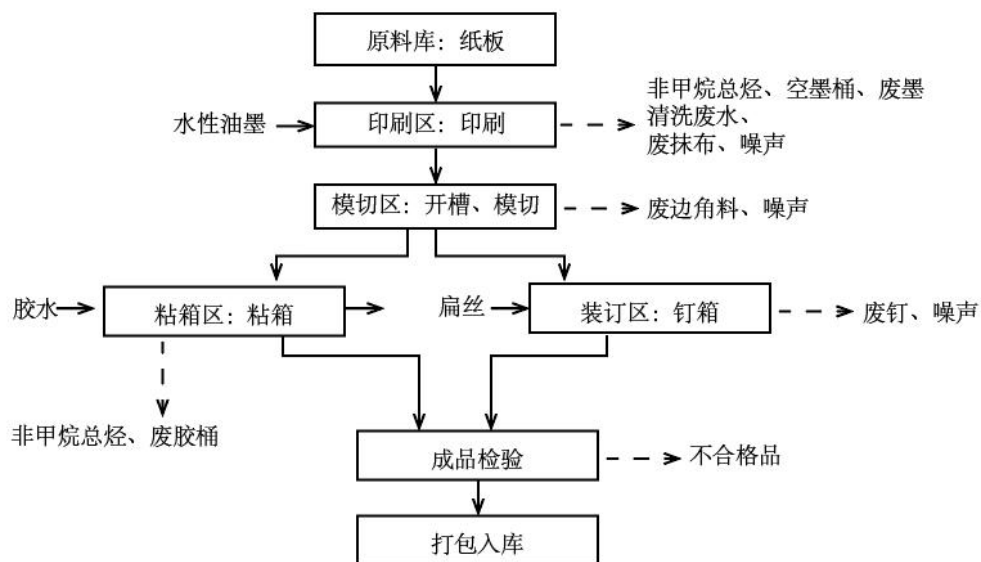 原料库：纸板
水性油墨
印刷区：印刷
非甲烷总烃、空墨桶、废墨
清洗废水、
废抹布、噪声
模切区：开槽、模切
废边角料、噪声
胶水
粘箱区：粘箱
扁丝
装订区：钉箱
废钉、噪声
非甲烷总烃、废胶桶
成品检验
不合格品
打包入库